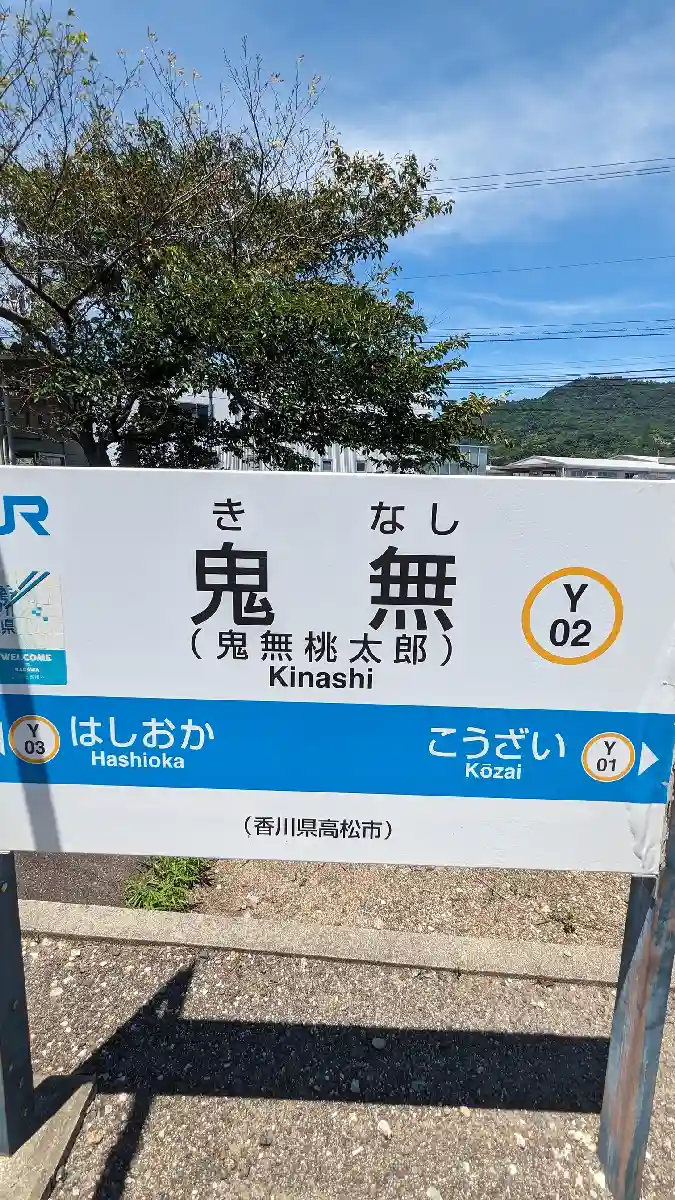 JR
き なし
鬼 無
(鬼無桃太郎)
Kinashi
Y
02
WELCOME
Y
03
はしおか
Hashioka
こうざい
Kōzai
Y
01
(香川県高松市)